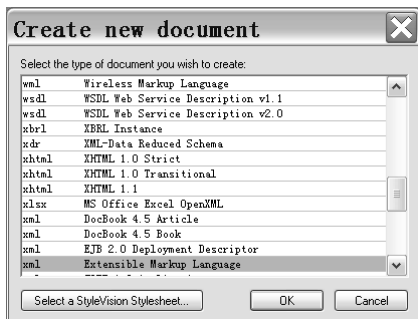 Create new document
Select the type of document you wish to create:
wml Wireless Markup Language
wsdl WSDL Web Service Description v1.1
wsdl WSDL Web Service Description v2.0
xbrl XBRL Instance
xdr XML-Data Reduced Schema
xhtml XHTML 1.0 Strict
xhtml XHTML 1.0 Transitional
xhtml XHTML 1.1
xlsx MS Office Excel OpenXML
xml DocBook 4.5 Article
xml DocBook 4.5 Book
xml EJB 2.0 Deployment Descriptor
xml Extensible Markup Language
Select a StyleVision Stylesheet... OK Cancel